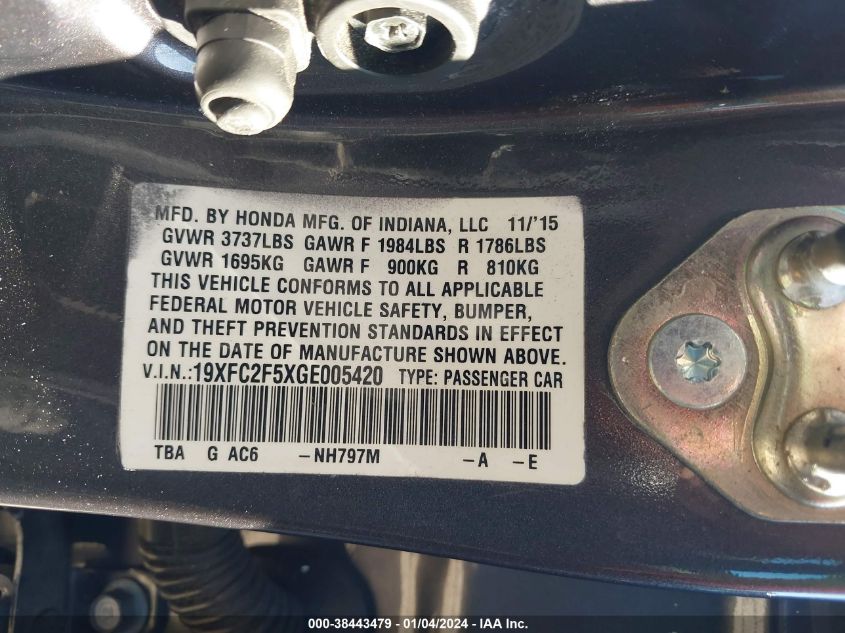 MFD. BY HONDA MFG. OF INDIANA, LLC 11/'15
GVWR 3737LBS GAWR F 1984LBS R 1786LBS
GVWR 1695KG GAWR F 900KG R 810KG
THIS VEHICLE CONFORMS TO ALL APPLICABLE
FEDERAL MOTOR VEHICLE SAFETY, BUMPER,
AND THEFT PREVENTION STANDARDS IN EFFECT
ON THE DATE OF MANUFACTURE SHOWN ABOVE.
V.I.N.:19XFC2F5XGE005420 TYPE: PASSENGER CAR
TBA G AC6 -NH797M -A -E
000-38443479 - 01/04/2024 - IAA Inc.